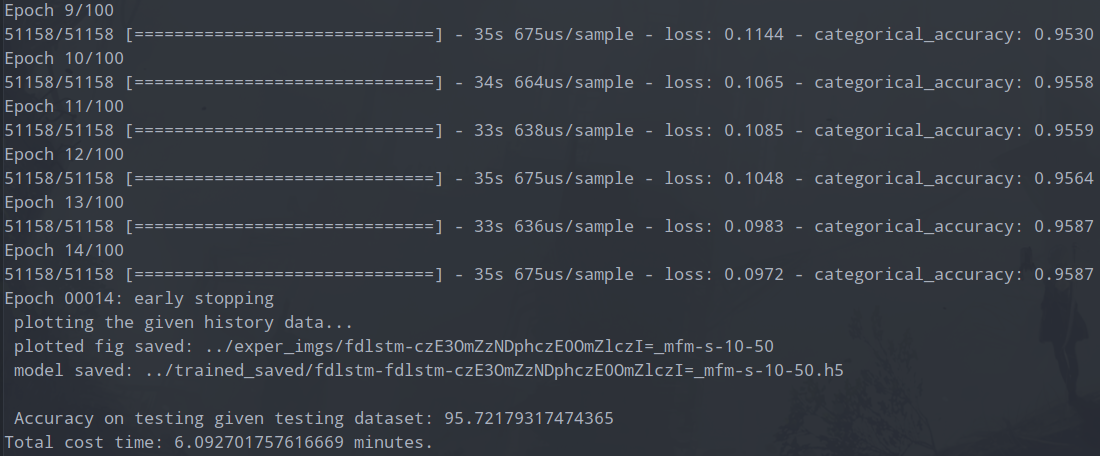 Epoch 9/100
51158/51158 [==============================] - 35s 675us/sample - loss: 0.1144 - categorical_accuracy: 0.9530
Epoch 10/100
51158/51158 [==============================] - 34s 664us/sample - loss: 0.1065 - categorical_accuracy: 0.9558
Epoch 11/100
51158/51158 [==============================] - 33s 638us/sample - loss: 0.1085 - categorical_accuracy: 0.9559
Epoch 12/100
51158/51158 [==============================] - 35s 675us/sample - loss: 0.1048 - categorical_accuracy: 0.9564
Epoch 13/100
51158/51158 [==============================] - 33s 636us/sample - loss: 0.0983 - categorical_accuracy: 0.9587
Epoch 14/100
51158/51158 [==============================] - 35s 675us/sample - loss: 0.0972 - categorical_accuracy: 0.9587
Epoch 00014: early stopping
plotting the given history data...
plotted fig saved: ../exper_imgs/fdlstm-czE3OmZzNDphczE0OmZlczI=_mfm-s-10-50
model saved: ../trained_saved/fdlstm-fdlstm-czE3OmZzNDphczE0OmZlczI=_mfm-s-10-50.h5
Accuracy on testing given testing dataset: 95.72179317474365
Total cost time: 6.092701757616669 minutes.